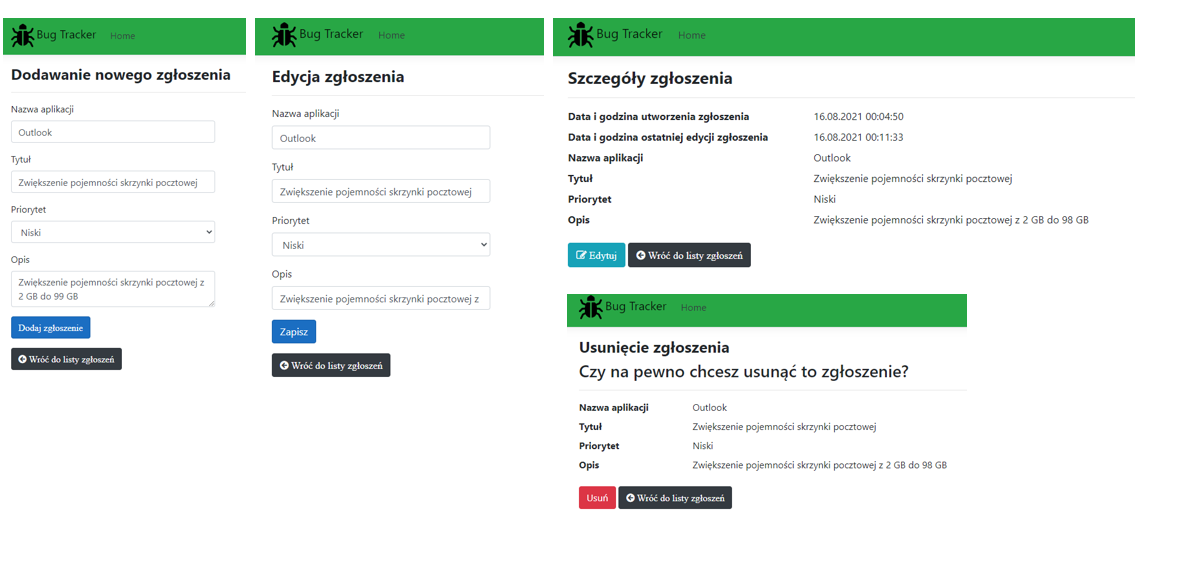 Bug Tracker Home
Dodawanie nowego zgłoszenia
Nazwa aplikacji
Outlook
Tytuł
Zwiększenie pojemności skrzynki pocztowej
Priorytet
Niski
Opis
Zwiększenie pojemności skrzynki pocztowej z
2 GB do 99 GB
Dodaj zgłoszenie
Wróć do listy zgłoszeń
Bug Tracker Home
Edycja zgłoszenia
Nazwa aplikacji
Outlook
Tytuł
Zwiększenie pojemności skrzynki pocztowej
Priorytet
Niski
Opis
Zwiększenie pojemności skrzynki pocztowej z
Zapisz
Wróć do listy zgłoszeń
Bug Tracker Home
Szczegóły zgłoszenia
Data i godzina utworzenia zgłoszenia 16.08.2021 00:04:50
Data i godzina ostatniej edycji zgłoszenia 16.08.2021 00:11:33
Nazwa aplikacji Outlook
Tytuł Zwiększenie pojemności skrzynki pocztowej
Priorytet Niski
Opis Zwiększenie pojemności skrzynki pocztowej z 2 GB do 98 GB
Edytuj Wróć do listy zgłoszeń
Bug Tracker Home
Usunięcie zgłoszenia
Czy na pewno chcesz usunąć to zgłoszenie?
Nazwa aplikacji Outlook
Tytuł Zwiększenie pojemności skrzynki pocztowej
Priorytet Niski
Opis Zwiększenie pojemności skrzynki pocztowej z 2 GB do 98 GB
Usuń Wróć do listy zgłoszeń